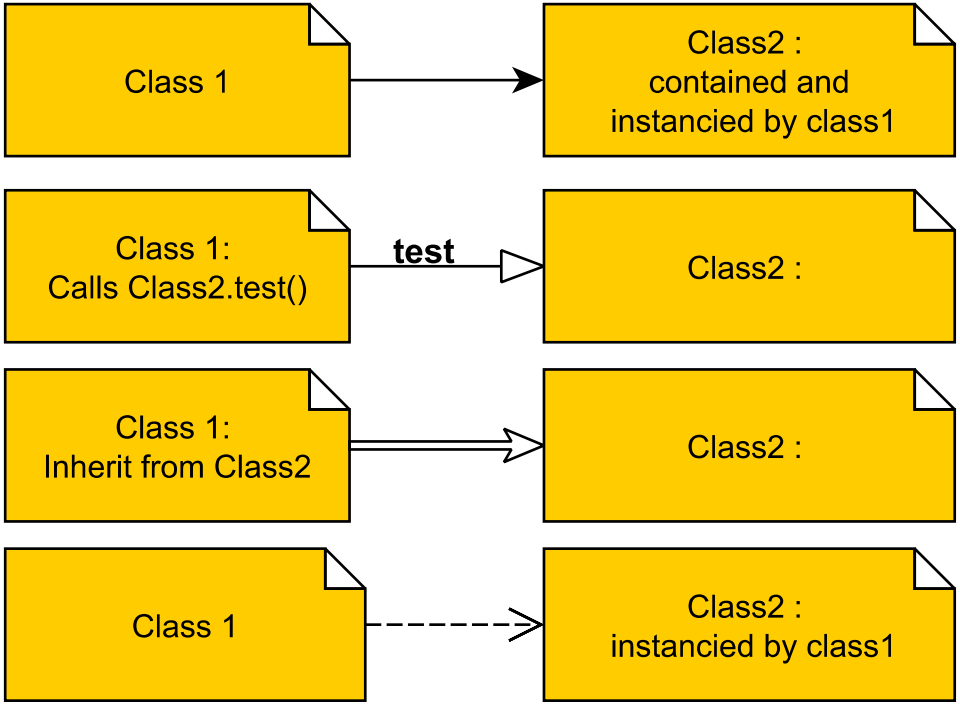 Class 1
Class2 :
contained and
instancied by class1
Class 1:
Calls Class2.test()
test
Class2 :
Class 1:
Inherit from Class2
Class2 :
Class 1
Class2 :
instancied by class1